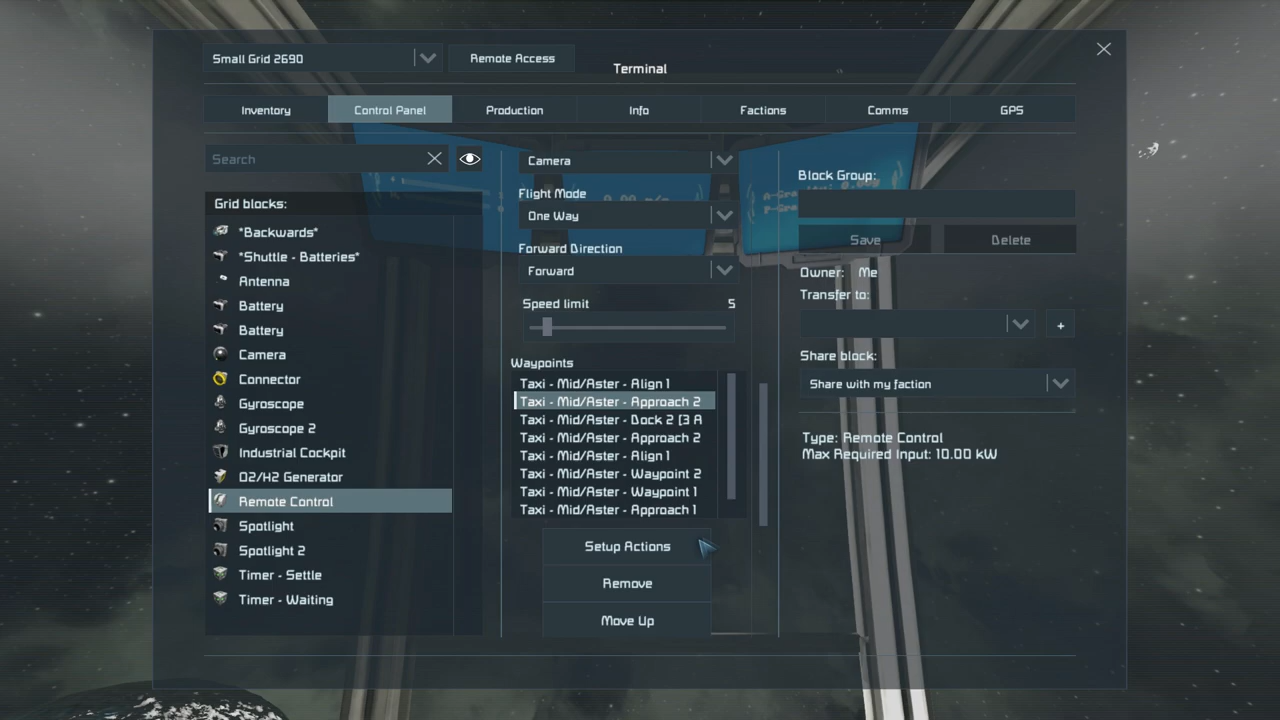 Small Grid 2690
Remote Access
Terminal
Inventory
Control Panel
Production
Info
Factions
Comms
GPS
Search
Grid blocks:
*Backwards*
*Shuttle - Batteries*
Antenna
Battery
Battery
Camera
Connector
Gyroscope
Gyroscope 2
Industrial Cockpit
O2/H2 Generator
Remote Control
Spotlight
Spotlight 2
Timer - Settle
Timer - Waiting
Camera
Flight Mode
One Way
Forward Direction
Forward
Speed limit 5
Waypoints
Taxi - Mid/Aster - Align 1
Taxi - Mid/Aster - Approach 2
Taxi - Mid/Aster - Dock 2 (3 A
Taxi - Mid/Aster - Approach 2
Taxi - Mid/Aster - Align 1
Taxi - Mid/Aster - Waypoint 2
Taxi - Mid/Aster - Waypoint 1
Taxi - Mid/Aster - Approach 1
Setup Actions
Remove
Move Up
Block Group:
Save
Delete
Owner: Me
Transfer to:
+
Share block:
Share with my faction
Type: Remote Control
Max Required Input: 10.00 kW